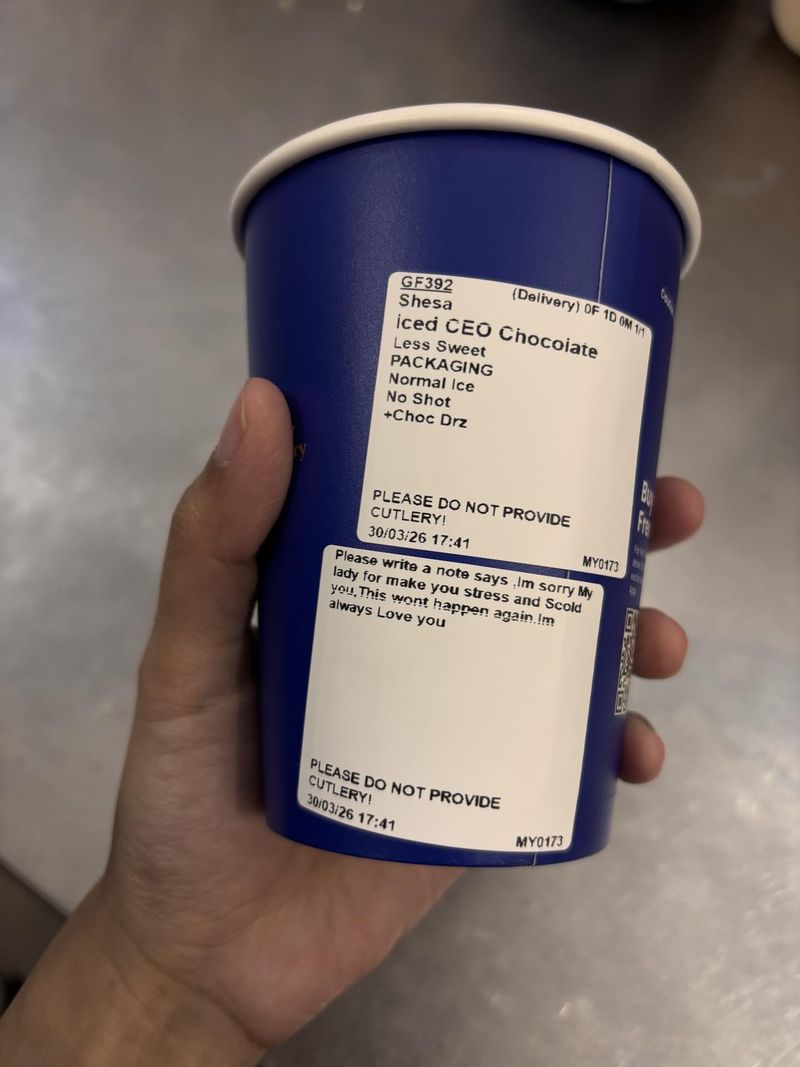 GF392
(Delivery) 0F 1D 0M 1/1
Shesa
iced CEO Chocolate
Less Sweet
PACKAGING
Normal Ice
No Shot
+Choc Drz
PLEASE DO NOT PROVIDE
CUTLERY!
30/03/26 17:41
MY0173
Please write a note says ,Im sorry My
lady for make you stress and Scold
you,This wont happen again.Im
always Love you
PLEASE DO NOT PROVIDE
CUTLERY!
30/03/26 17:41
MY0173